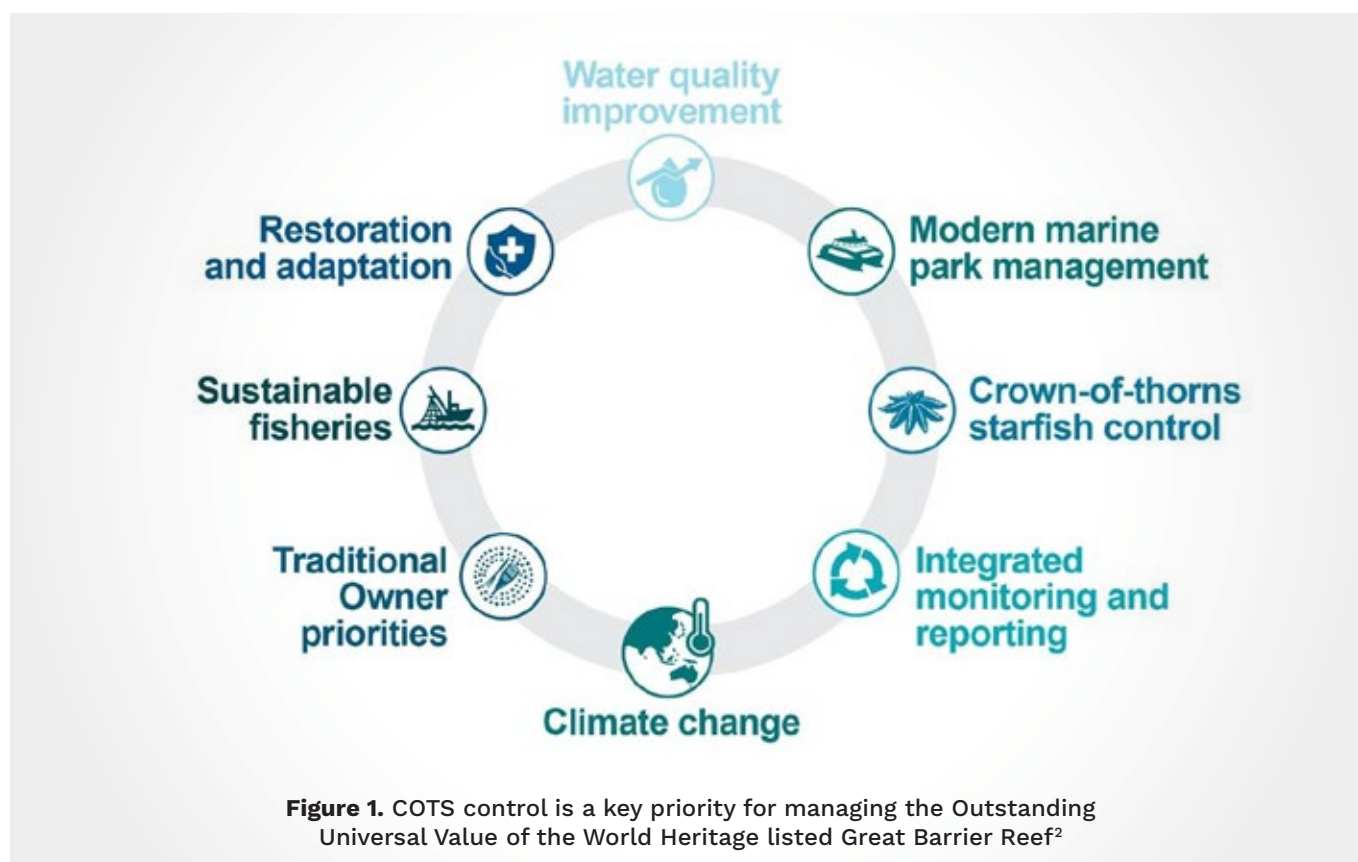 Water quality
improvement
Restoration
and adaptation
Modern marine
park management
Sustainable
fisheries
Crown-of-thorns
starfish control
Traditional
Owner
priorities
Integrated
monitoring and
reporting
Climate change
Figure 1. COTS control is a key priority for managing the Outstanding
Universal Value of the World Heritage listed Great Barrier Reef²